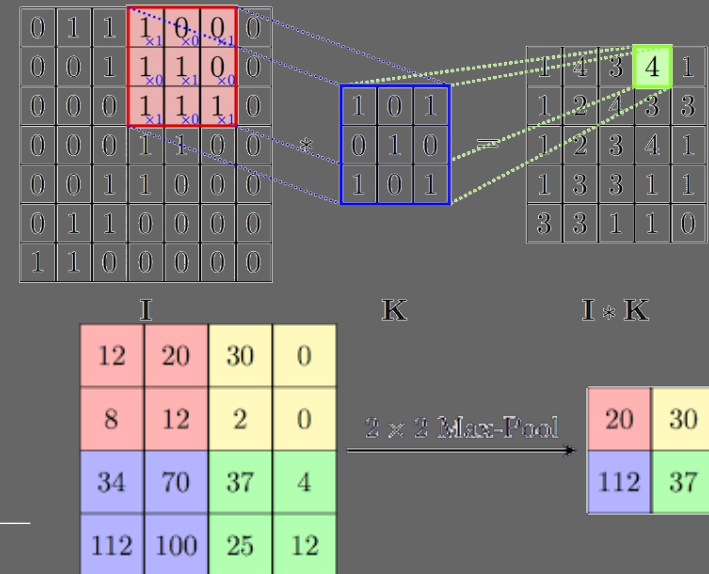 0 1 1 1×1 0×0 0×1 0
0 0 1 1×0 1×1 0×0 0
0 0 0 1×1 1×0 1×1 0
0 0 0 1 1 0 0
0 0 1 1 0 0 0
0 1 1 0 0 0 0
1 1 0 0 0 0 0
*
1 0 1
0 1 0
1 0 1
=
1 4 3 4 1
1 2 4 3 3
1 2 3 4 1
1 3 3 1 1
3 3 1 1 0
I
K
I * K
12 20 30 0
8 12 2 0
34 70 37 4
112 100 25 12
2 × 2 Max-Pool
20 30
112 37